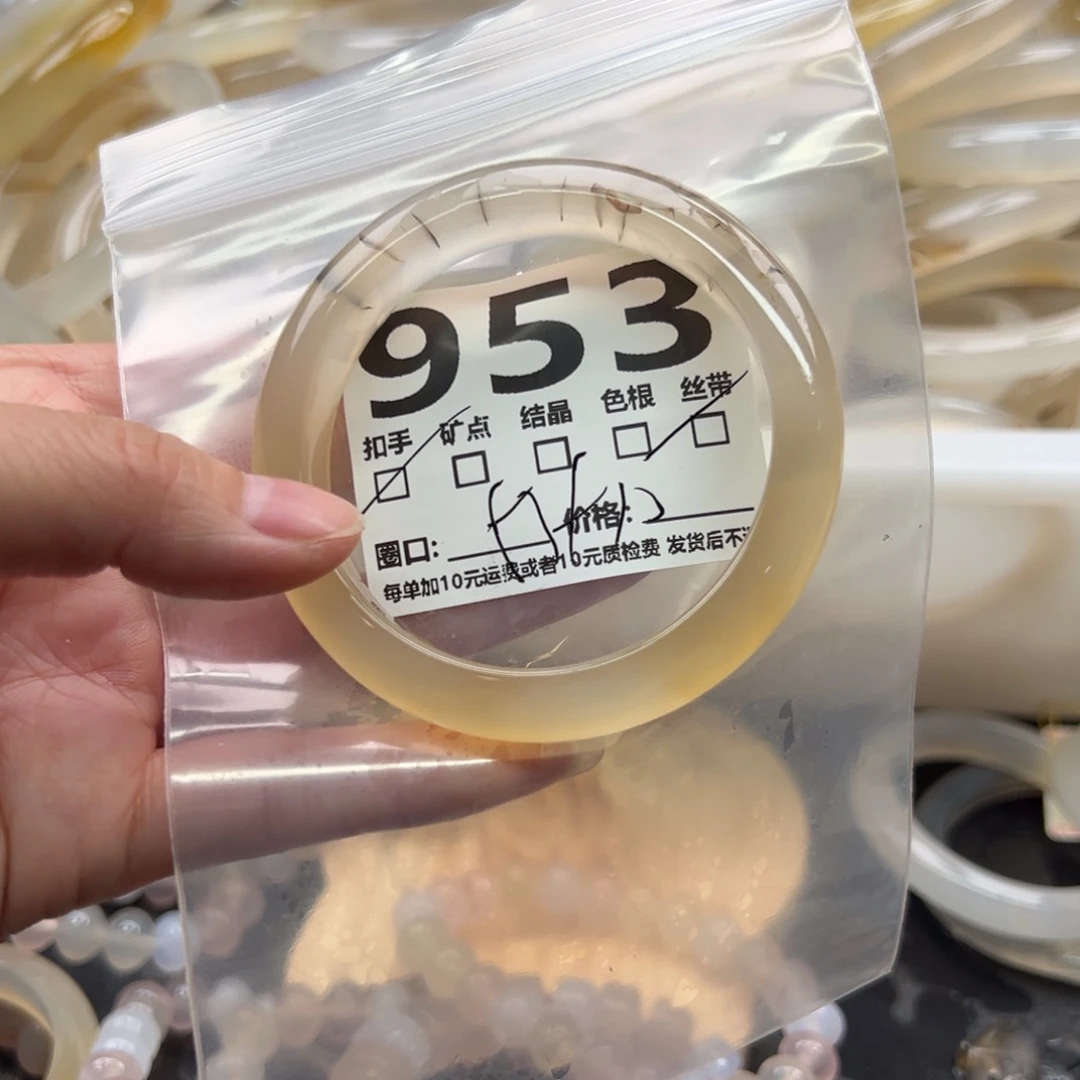 953
扣手 矿点 结晶 色根 丝带
圈口: 价格:
每单加10元运费或者10元质检费 发货后不